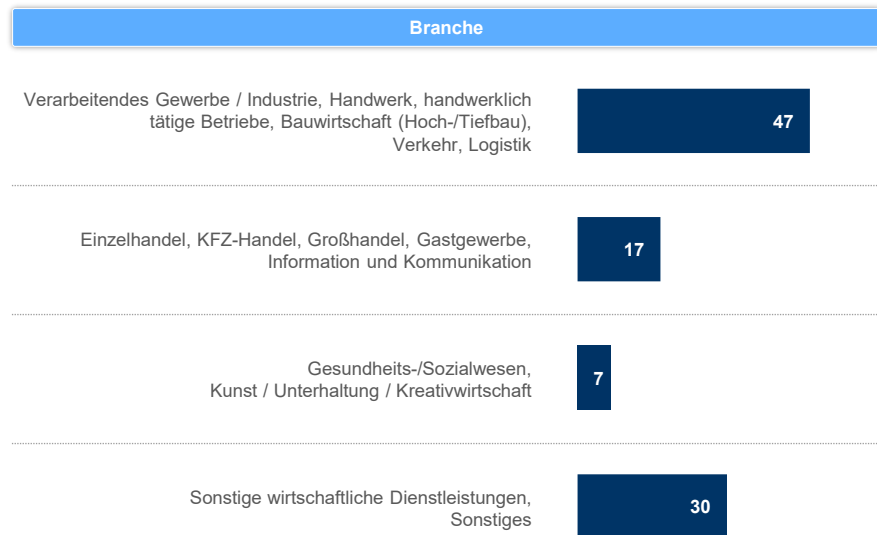 Branche
Verarbeitendes Gewerbe / Industrie, Handwerk, handwerklich
tätige Betriebe, Bauwirtschaft (Hoch-/Tiefbau),
Verkehr, Logistik
47
Einzelhandel, KFZ-Handel, Großhandel, Gastgewerbe,
Information und Kommunikation
17
Gesundheits-/Sozialwesen,
Kunst / Unterhaltung / Kreativwirtschaft
7
Sonstige wirtschaftliche Dienstleistungen,
Sonstiges
30